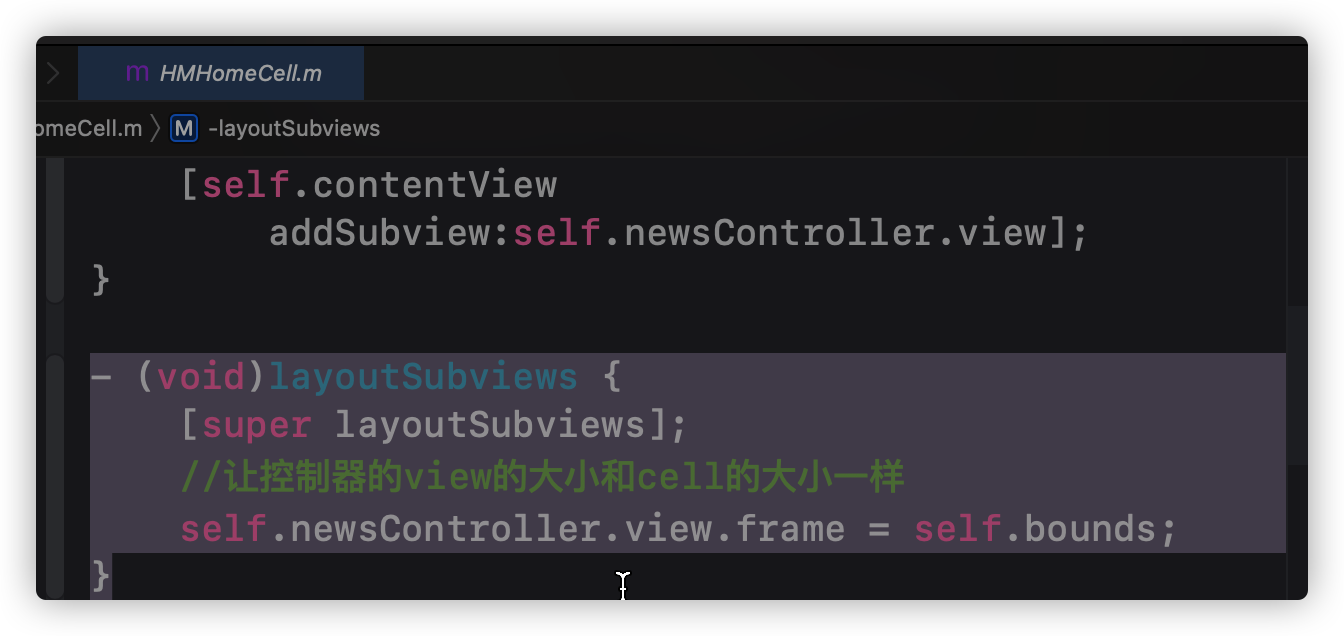 m HMHomeCell.m
omeCell.m 〉 M -layoutSubviews
[self.contentView
addSubview:self.newsController.view];
}
- (void)layoutSubviews {
[super layoutSubviews];
//让控制器的view的大小和cell的大小一样
self.newsController.view.frame = self.bounds;
}